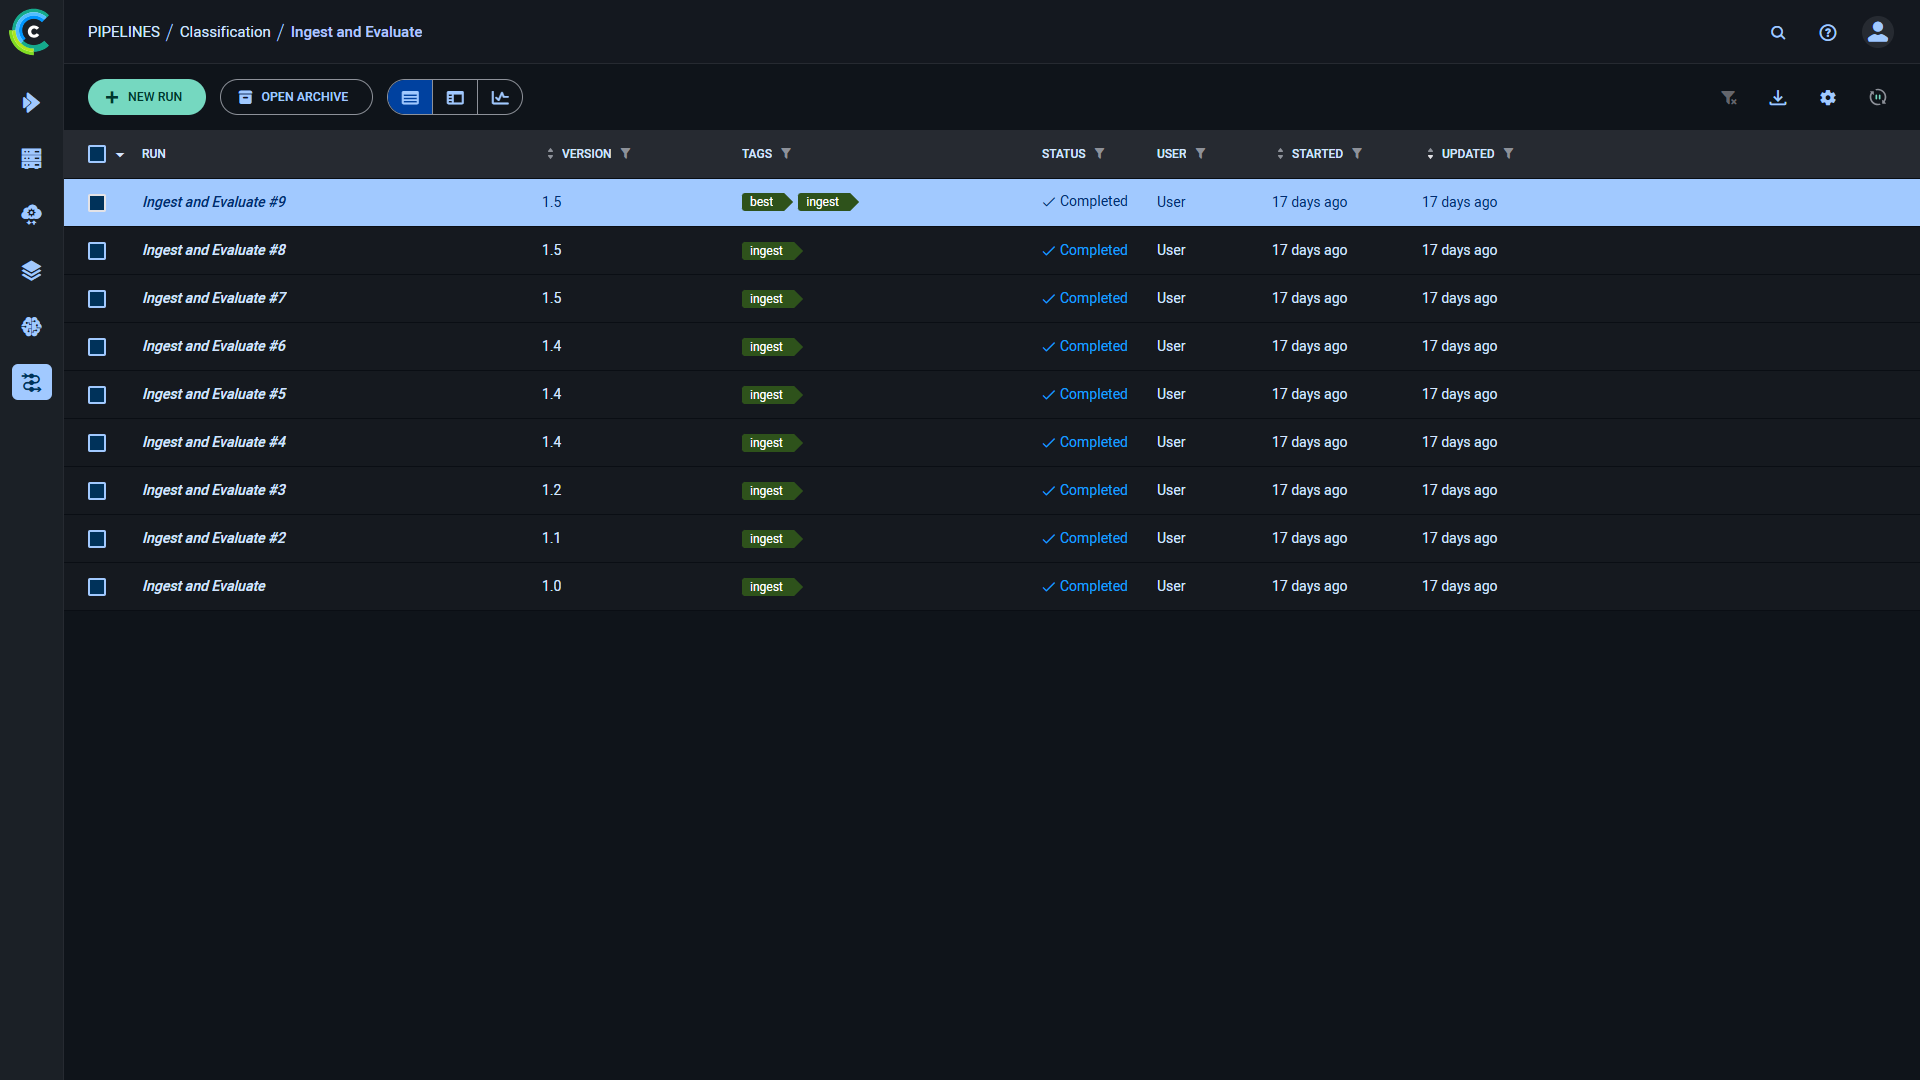 PIPELINES / Classification / Ingest and Evaluate
NEW RUN OPEN ARCHIVE
RUN VERSION TAGS STATUS USER STARTED UPDATED
Ingest and Evaluate #9 1.5 best ingest Completed User 17 days ago 17 days ago
Ingest and Evaluate #8 1.5 ingest Completed User 17 days ago 17 days ago
Ingest and Evaluate #7 1.5 ingest Completed User 17 days ago 17 days ago
Ingest and Evaluate #6 1.4 ingest Completed User 17 days ago 17 days ago
Ingest and Evaluate #5 1.4 ingest Completed User 17 days ago 17 days ago
Ingest and Evaluate #4 1.4 ingest Completed User 17 days ago 17 days ago
Ingest and Evaluate #3 1.2 ingest Completed User 17 days ago 17 days ago
Ingest and Evaluate #2 1.1 ingest Completed User 17 days ago 17 days ago
Ingest and Evaluate 1.0 ingest Completed User 17 days ago 17 days ago